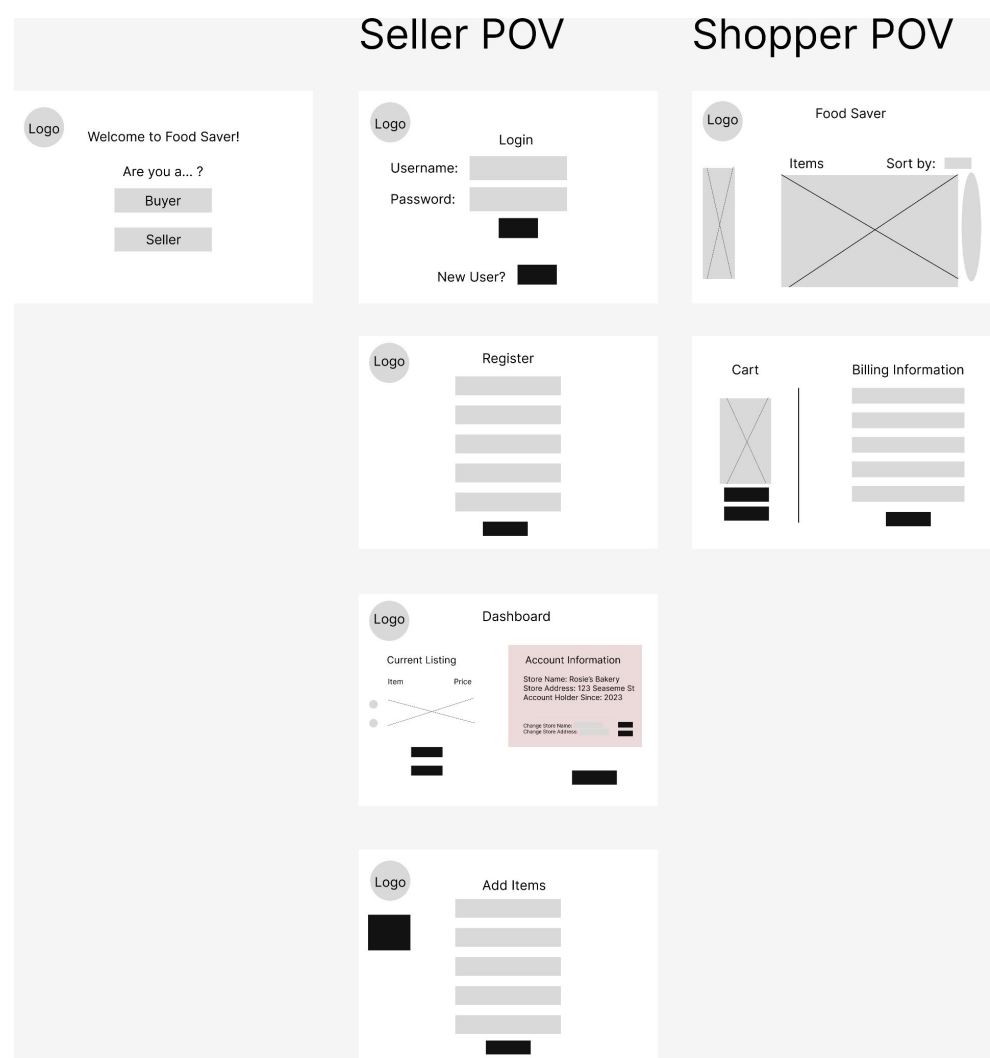 Seller POV
Shopper POV
Logo
Welcome to Food Saver!
Are you a... ?
Buyer
Seller
Logo
Login
Username:
Password:
New User?
Logo
Register
Logo
Dashboard
Current Listing
Item Price
Account Information
Store Name: Rosie's Bakery
Store Address: 123 Seaseme St
Account Holder Since: 2023
Change Store Name:
Change Store Address:
Logo
Add Items
Logo
Food Saver
Items
Sort by:
Cart
Billing Information